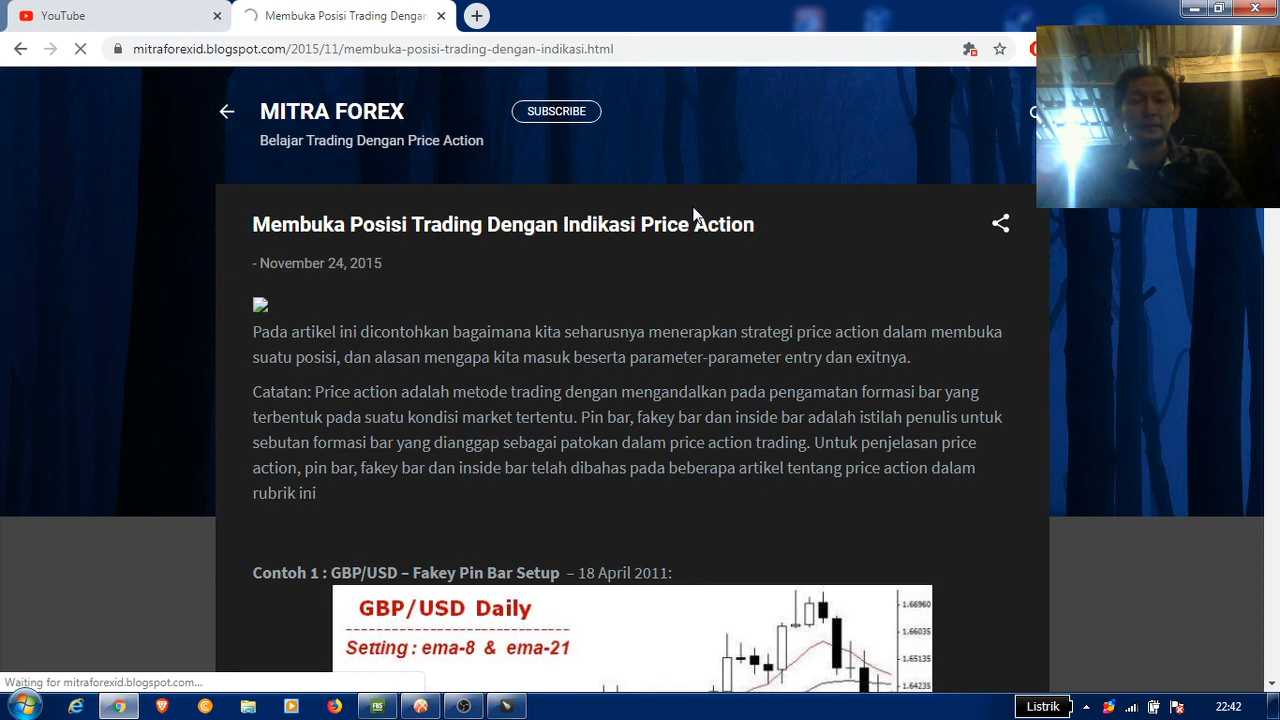 YouTube
Membuka Posisi Trading Dengan
mitraforexid.blogspot.com/2015/11/membuka-posisi-trading-dengan-indikasi.html
MITRA FOREX
SUBSCRIBE
Belajar Trading Dengan Price Action
Membuka Posisi Trading Dengan Indikasi Price Action
- November 24, 2015
Pada artikel ini dicontohkan bagaimana kita seharusnya menerapkan strategi price action dalam membuka
suatu posisi, dan alasan mengapa kita masuk beserta parameter-parameter entry dan exitnya.
Catatan: Price action adalah metode trading dengan mengandalkan pada pengamatan formasi bar yang
terbentuk pada suatu kondisi market tertentu. Pin bar, fakey bar dan inside bar adalah istilah penulis untuk
sebutan formasi bar yang dianggap sebagai patokan dalam price action trading. Untuk penjelasan price
action, pin bar, fakey bar dan inside bar telah dibahas pada beberapa artikel tentang price action dalam
rubrik ini
Contoh 1 : GBP/USD – Fakey Pin Bar Setup – 18 April 2011:
GBP/USD Daily
Setting : ema-8 & ema-21
1.66960
1.66035
1.65135
1.64235
Waiting for mitraforexid.blogspot.com...
FBS
Listrik
22:42